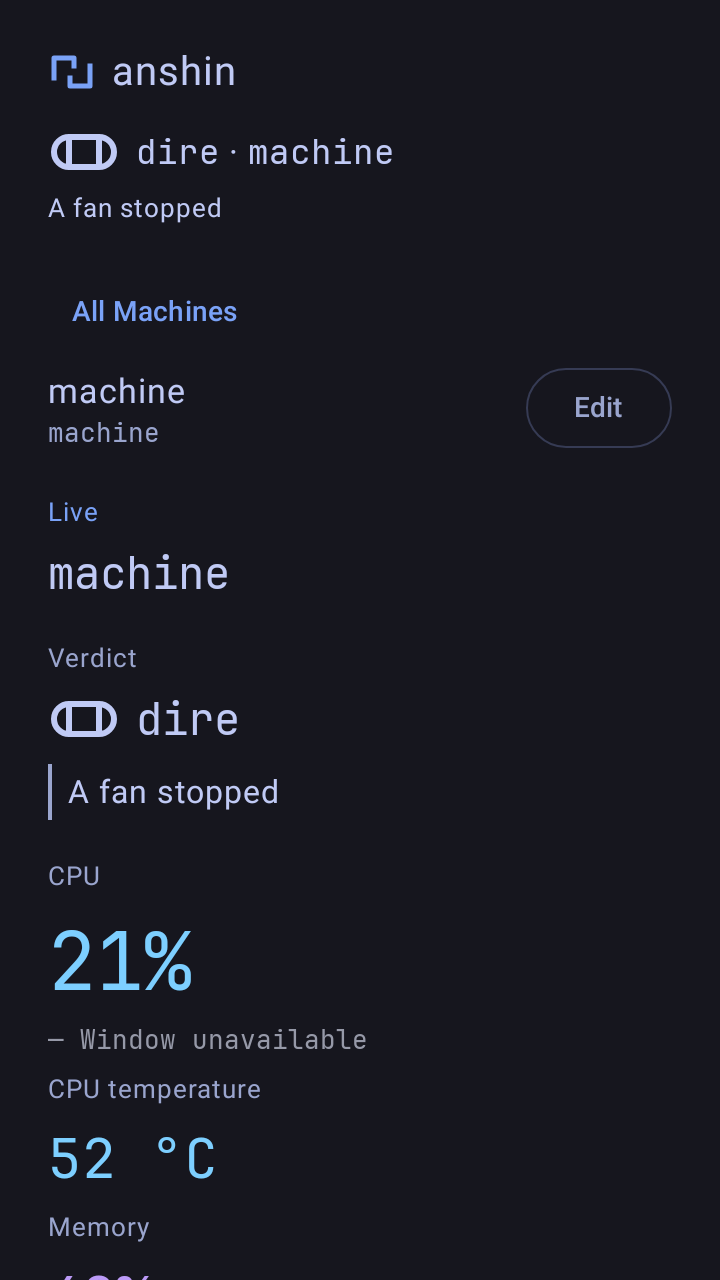 anshin
dire · machine
A fan stopped
All Machines
machine
Edit
machine
Live
machine
Verdict
dire
A fan stopped
CPU
21%
— Window unavailable
CPU temperature
52 °C
Memory